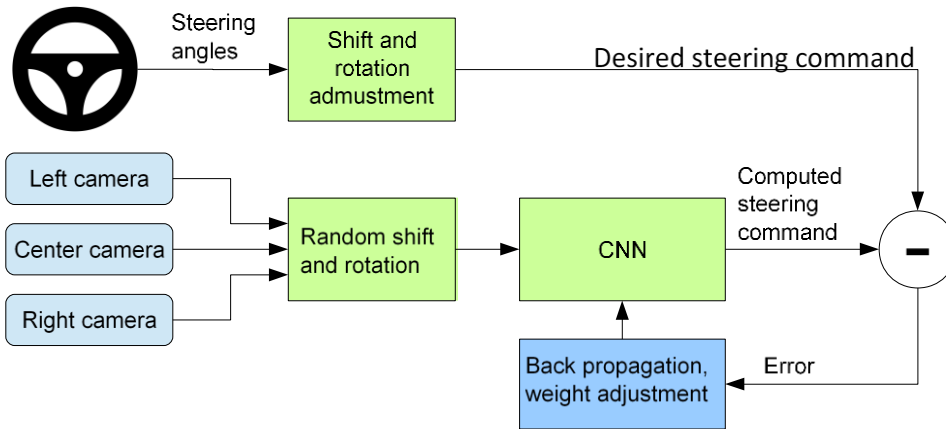 Steering
angles
Shift and
rotation
admustment
Desired steering command
Left camera
Center camera
Right camera
Random shift
and rotation
CNN
Computed
steering
command
-
Back propagation,
weight adjustment
Error